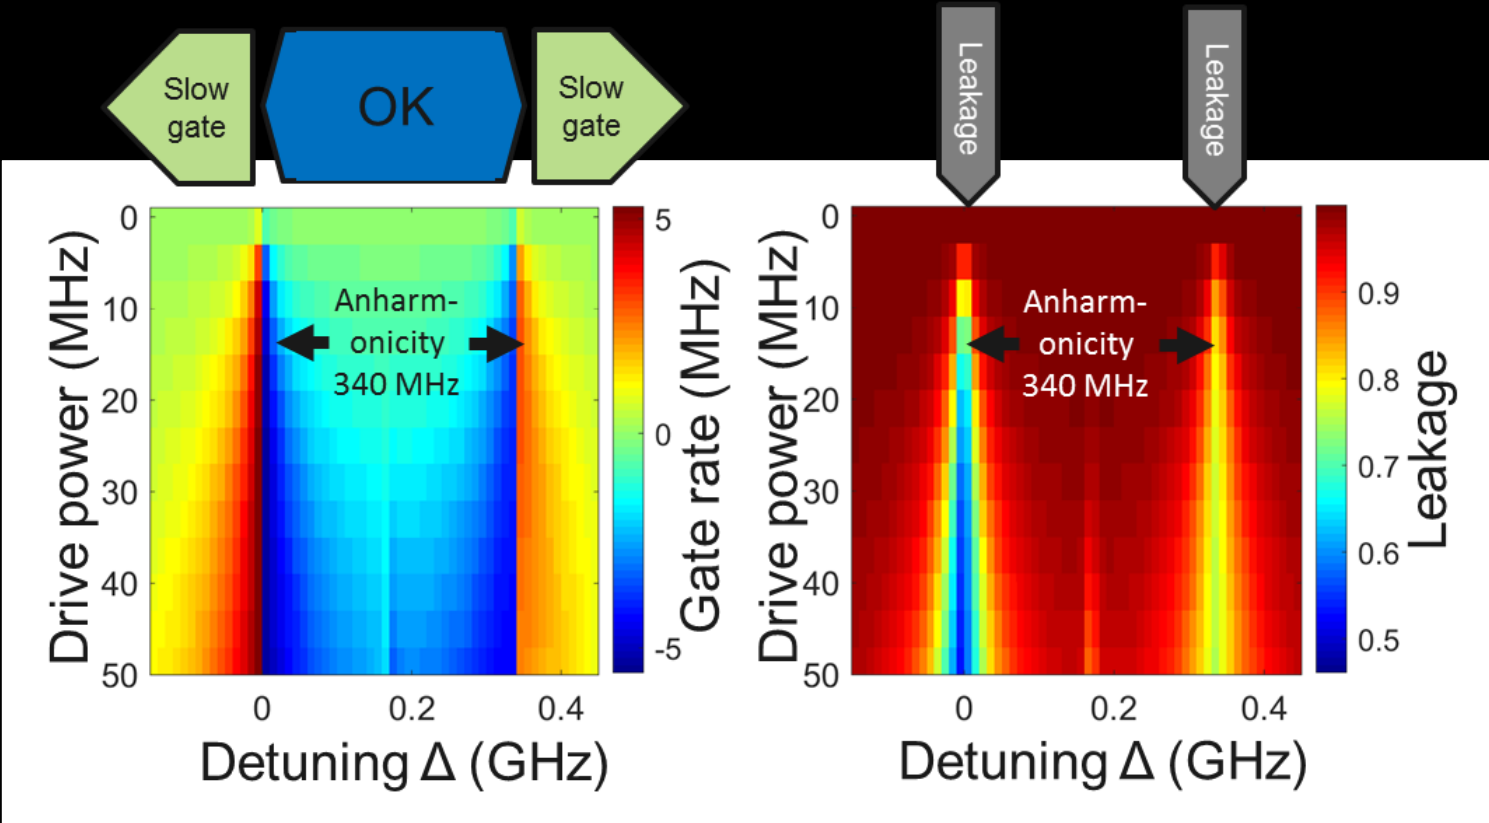 Slow
gate
OK
Slow
gate
Leakage
Leakage
0
10
20
30
40
50
Drive power (MHz)
Anharm-
onicity
340 MHz
0
0.2
0.4
Detuning Δ (GHz)
5
0
-5
Gate rate (MHz)
0
10
20
30
40
50
Drive power (MHz)
Anharm-
onicity
340 MHz
0
0.2
0.4
Detuning Δ (GHz)
0.9
0.8
0.7
0.6
0.5
Leakage